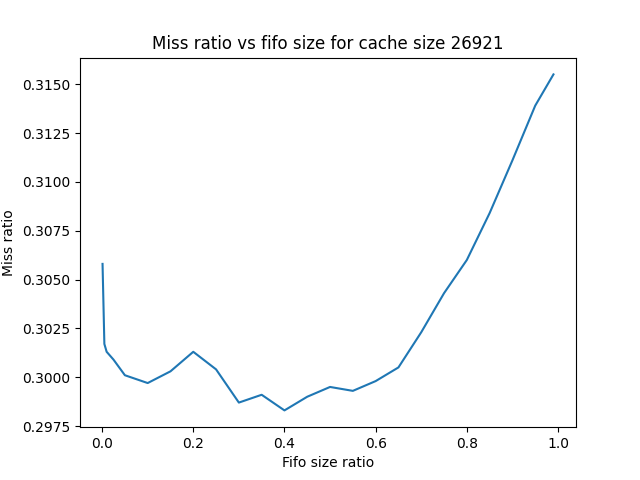 Miss ratio vs fifo size for cache size 26921
0.3150
0.3125
0.3100
0.3075
0.3050
0.3025
0.3000
0.2975
Miss ratio
0.0 0.2 0.4 0.6 0.8 1.0
Fifo size ratio